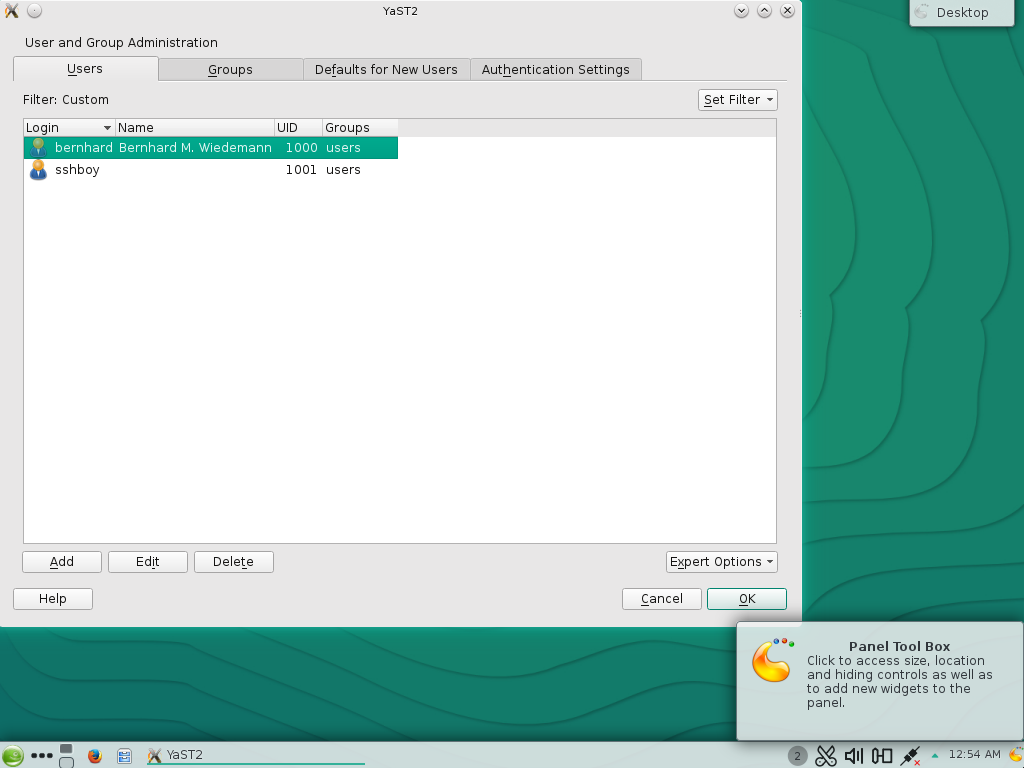 YaST2
Desktop
User and Group Administration
Users Groups Defaults for New Users Authentication Settings
Filter: Custom Set Filter
Login Name UID Groups
bernhard Bernhard M. Wiedemann 1000 users
sshboy 1001 users
Add Edit Delete Expert Options
Help Cancel OK
Panel Tool Box
Click to access size, location
and hiding controls as well as
to add new widgets to the
panel.
YaST2 2 12:54 AM